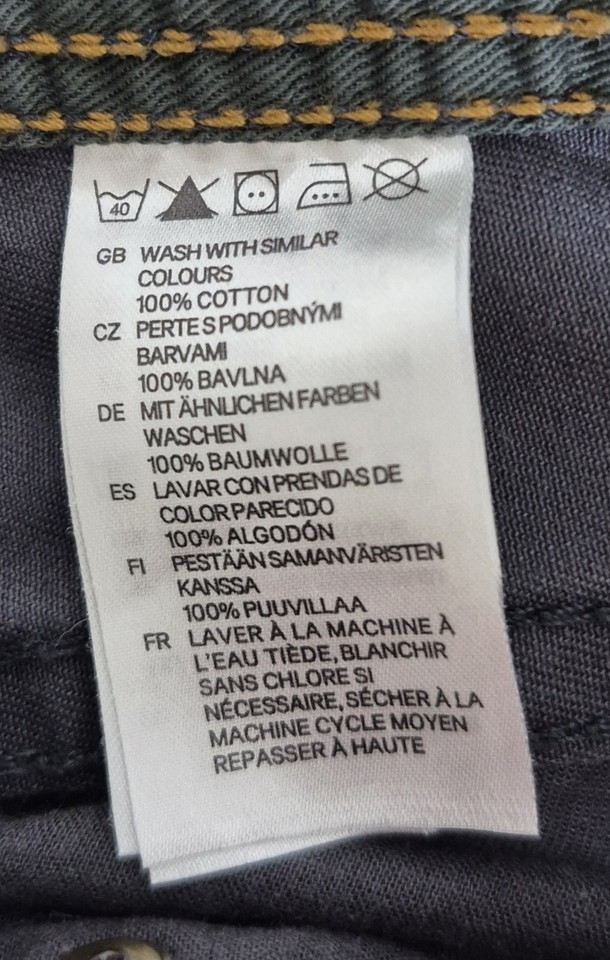 40
GB WASH WITH SIMILAR
COLOURS
100% COTTON
CZ PERTE S PODOBNÝMI
BARVAMI
100% BAVLNA
DE MIT ÄHNLICHEN FARBEN
WASCHEN
100% BAUMWOLLE
ES LAVAR CON PRENDAS DE
COLOR PARECIDO
100% ALGODÓN
FI PESTÄÄN SAMANVÄRISTEN
KANSSA
100% PUUVILLAA
FR LAVER À LA MACHINE À
L'EAU TIÈDE, BLANCHIR
SANS CHLORE SI
NÉCESSAIRE, SÉCHER À LA
MACHINE CYCLE MOYEN
REPASSER À HAUTE